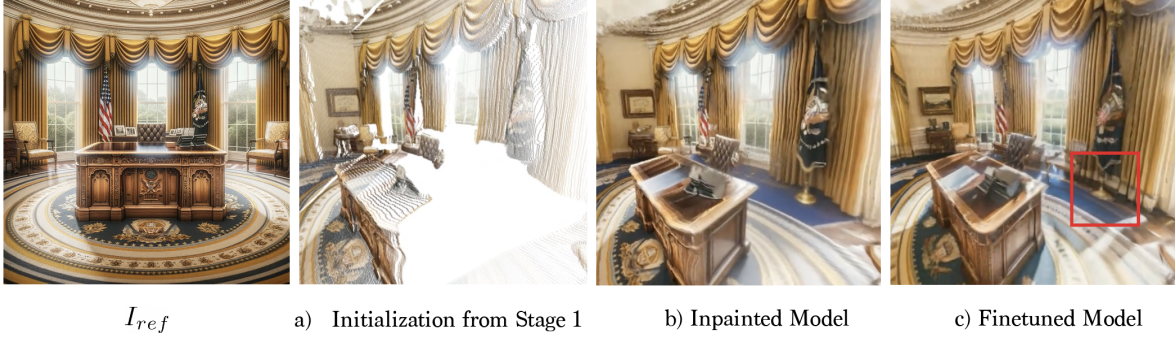 I_ref
a) Initialization from Stage 1
b) Inpainted Model
c) Finetuned Model